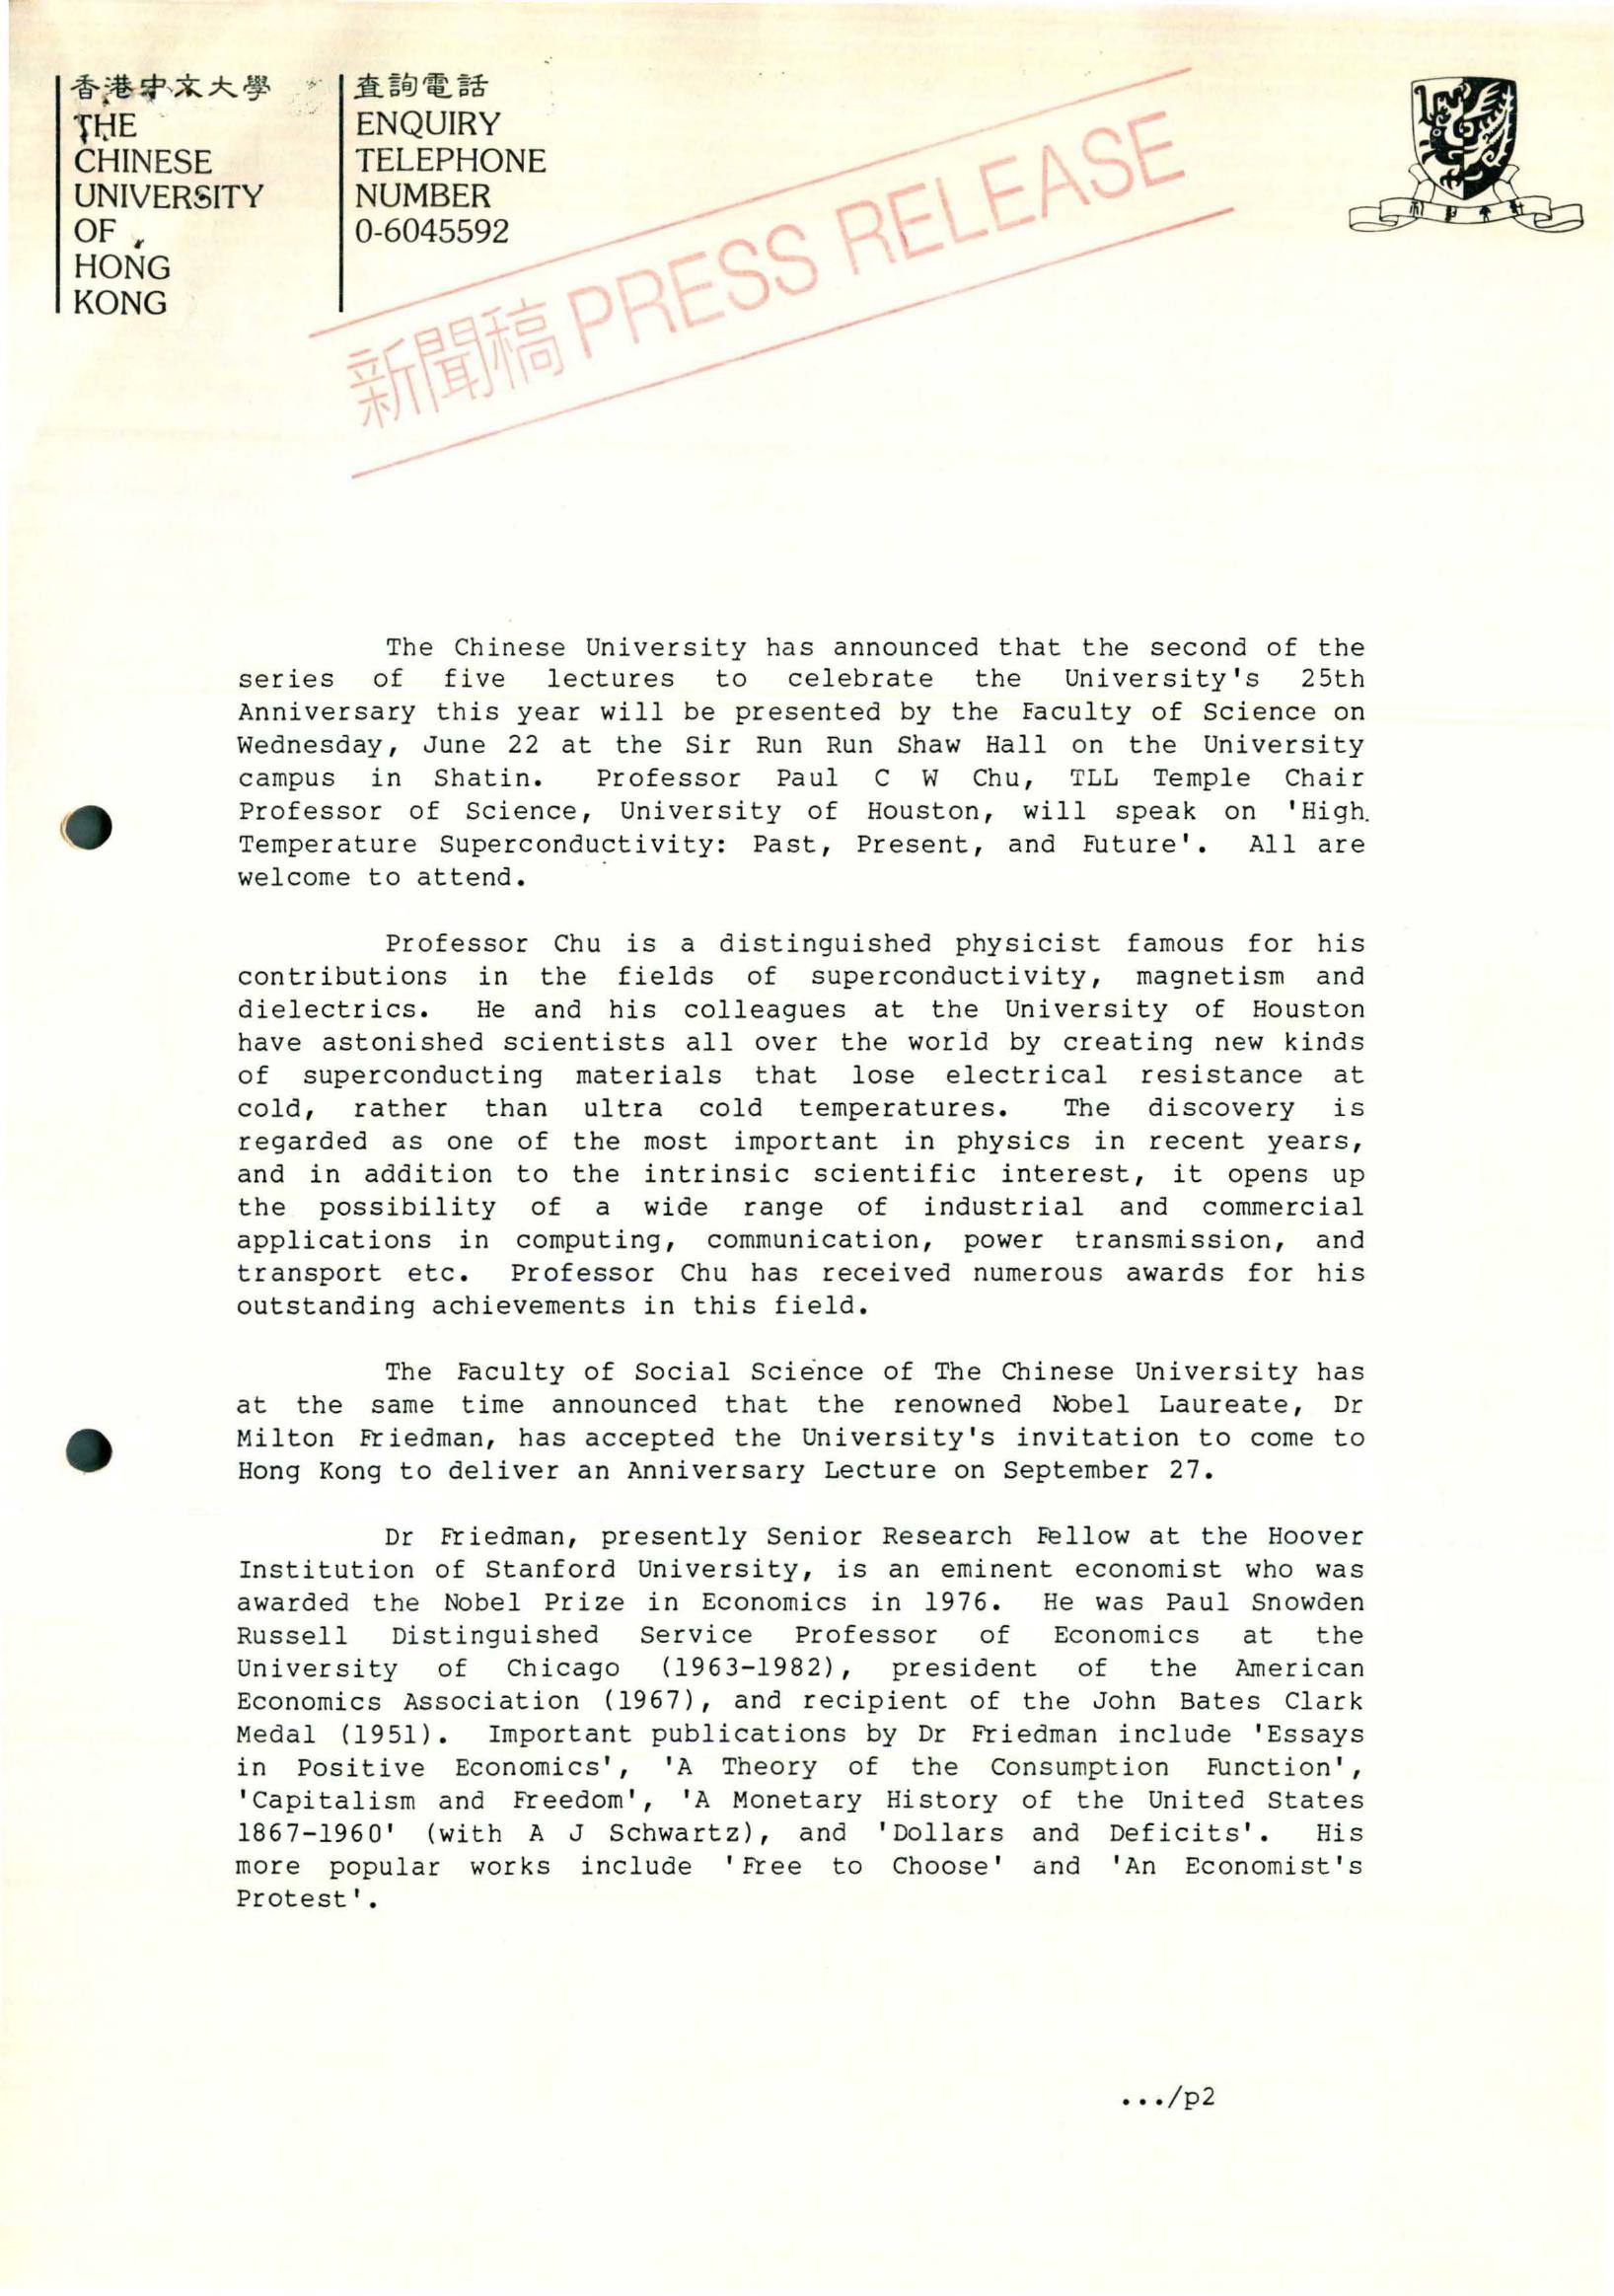 香港中文大學
THE
CHINESE
UNIVERSITY
OF
HONG
KONG
查詢電話
ENQUIRY
TELEPHONE
NUMBER
0-6045592
新聞稿 PRESS RELEASE
The Chinese University has announced that the second of the
series of five lectures to celebrate the University's 25th
Anniversary this year will be presented by the Faculty of Science on
Wednesday, June 22 at the Sir Run Run Shaw Hall on the University
campus in Shatin. Professor Paul C W Chu, TLL Temple Chair
Professor of Science, University of Houston, will speak on 'High
Temperature Superconductivity: Past, Present, and Future'. All are
welcome to attend.
Professor Chu is a distinguished physicist famous for his
contributions in the fields of superconductivity, magnetism and
dielectrics. He and his colleagues at the University of Houston
have astonished scientists all over the world by creating new kinds
of superconducting materials that lose electrical resistance at
cold, rather than ultra cold temperatures. The discovery is
regarded as one of the most important in physics in recent years,
and in addition to the intrinsic scientific interest, it opens up
the possibility of a wide range of industrial and commercial
applications in computing, communication, power transmission, and
transport etc. Professor Chu has received numerous awards for his
outstanding achievements in this field.
The Faculty of Social Science of The Chinese University has
at the same time announced that the renowned Nobel Laureate, Dr
Milton Friedman, has accepted the University's invitation to come to
Hong Kong to deliver an Anniversary Lecture on September 27.
Dr Friedman, presently Senior Research Fellow at the Hoover
Institution of Stanford University, is an eminent economist who was
awarded the Nobel Prize in Economics in 1976. He was Paul Snowden
Russell Distinguished Service Professor of Economics at the
University of Chicago (1963-1982), president of the American
Economics Association (1967), and recipient of the John Bates Clark
Medal (1951). Important publications by Dr Friedman include 'Essays
in Positive Economics', 'A Theory of the Consumption Function',
'Capitalism and Freedom', 'A Monetary History of the United States
1867-1960' (with A J Schwartz), and 'Dollars and Deficits'. His
more popular works include 'Free to Choose' and 'An Economist's
Protest'.
.../p2